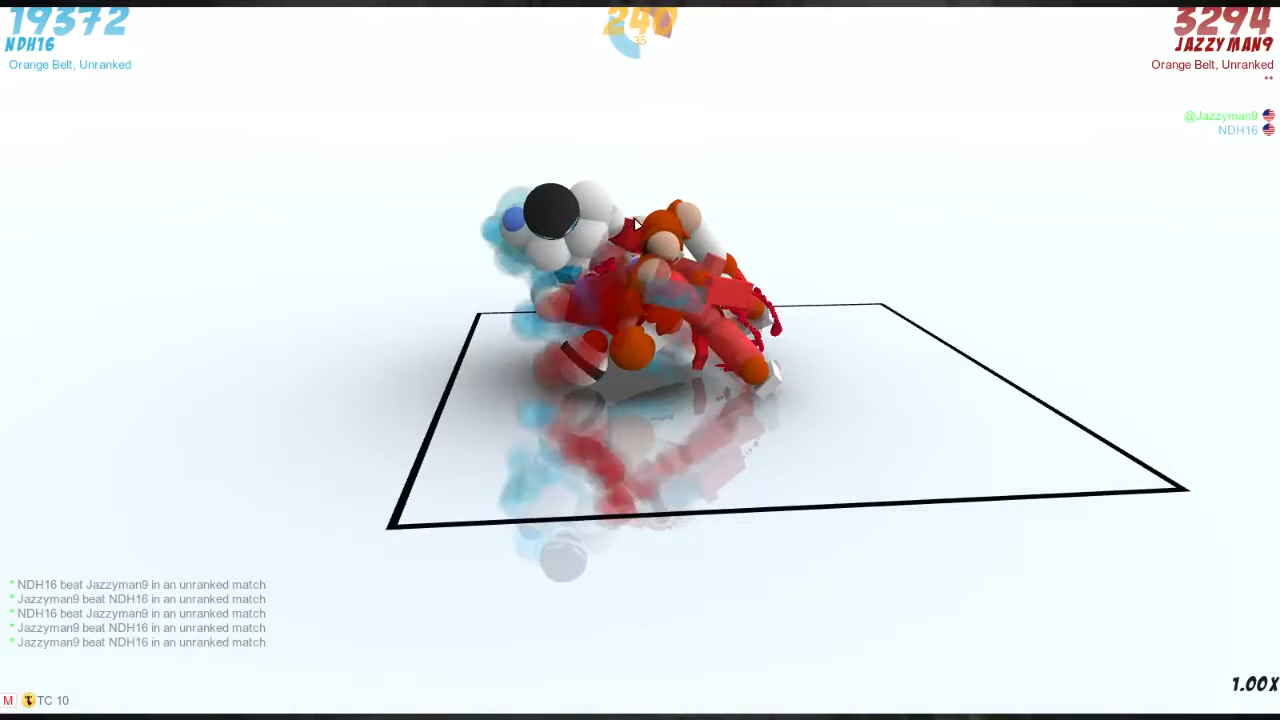 19372
NDH16
Orange Belt, Unranked
240
35
3294
JAZZYMAN9
Orange Belt, Unranked
**
@Jazzyman9
NDH16
* NDH16 beat Jazzyman9 in an unranked match
* Jazzyman9 beat NDH16 in an unranked match
* NDH16 beat Jazzyman9 in an unranked match
* Jazzyman9 beat NDH16 in an unranked match
* Jazzyman9 beat NDH16 in an unranked match
M TC 10
1.00X